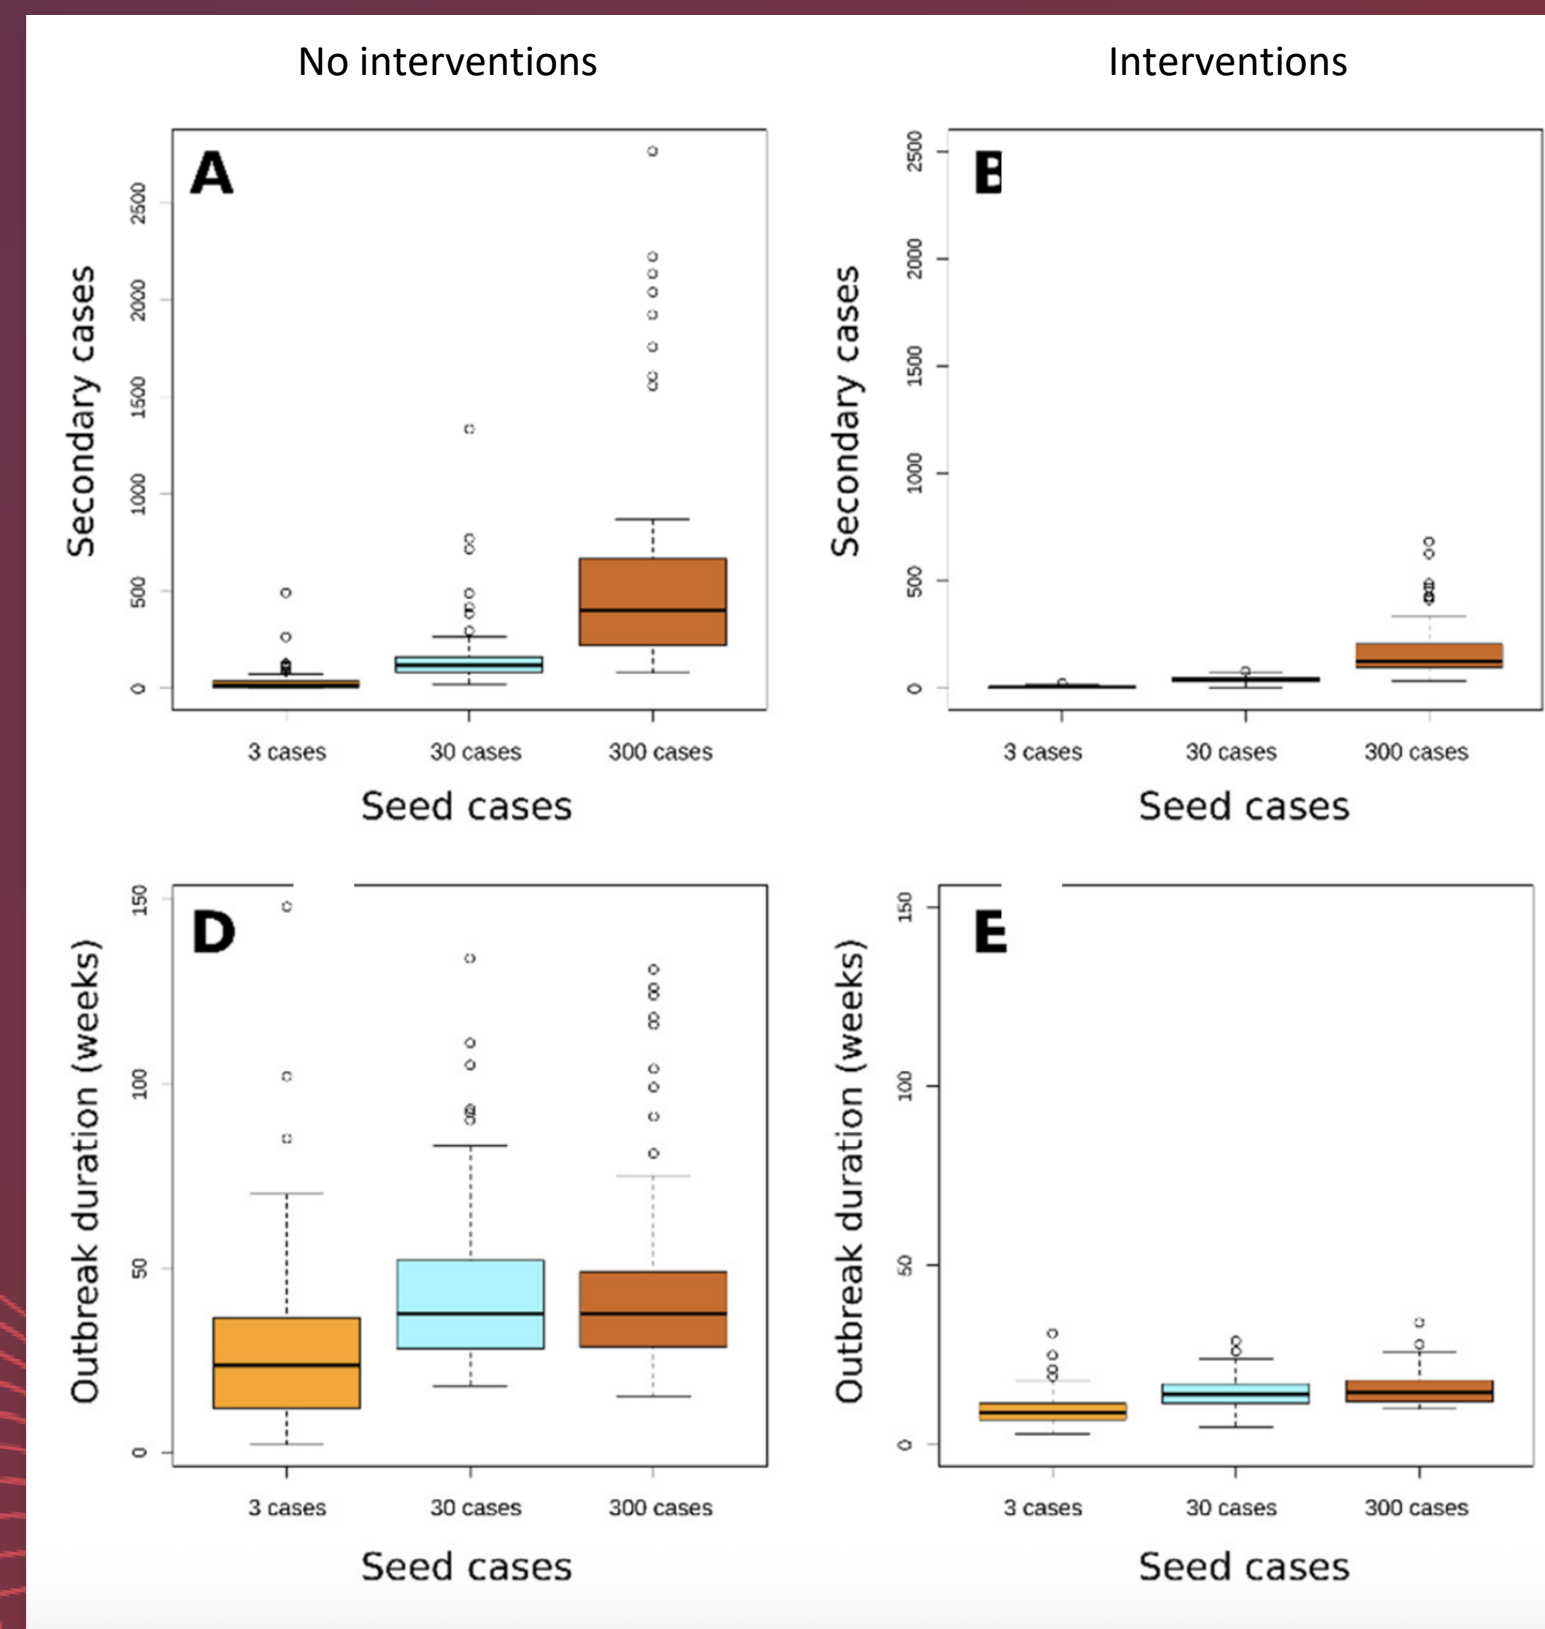 No interventions
Interventions
A
B
Secondary cases
0
500
1000
1500
2000
2500
3 cases
30 cases
300 cases
Seed cases
Secondary cases
0
500
1000
1500
2000
2500
3 cases
30 cases
300 cases
Seed cases
D
E
Outbreak duration (weeks)
0
50
100
150
3 cases
30 cases
300 cases
Seed cases
Outbreak duration (weeks)
0
50
100
150
3 cases
30 cases
300 cases
Seed cases